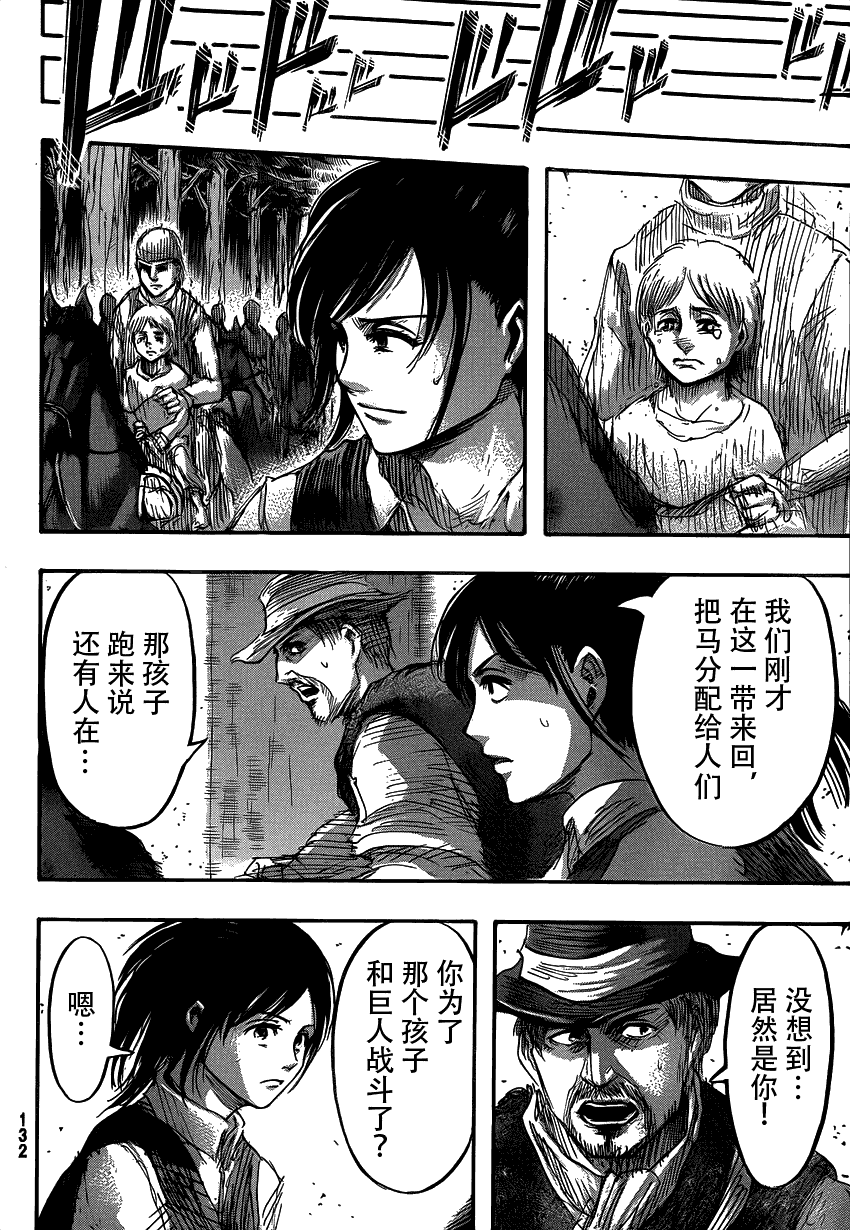 ドドドドドドド
我们刚才
在这一带来回，
把马分配给人们
那孩子
跑来说
还有人在…
没想到…
居然是你！
你为了
那个孩子
和巨人战斗了？
嗯…
132